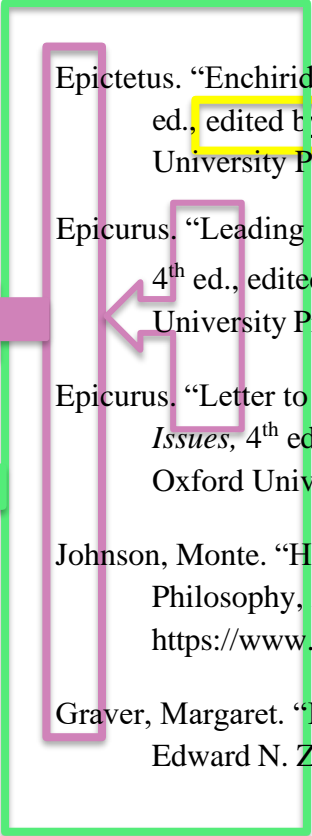 Epictetus. “Enchirid
ed., edited b
University P
Epicurus. “Leading
4th ed., edite
University P
Epicurus. “Letter to
Issues, 4th ed
Oxford Univ
Johnson, Monte. “H
Philosophy,
https://www.
Graver, Margaret. “
Edward N. Z